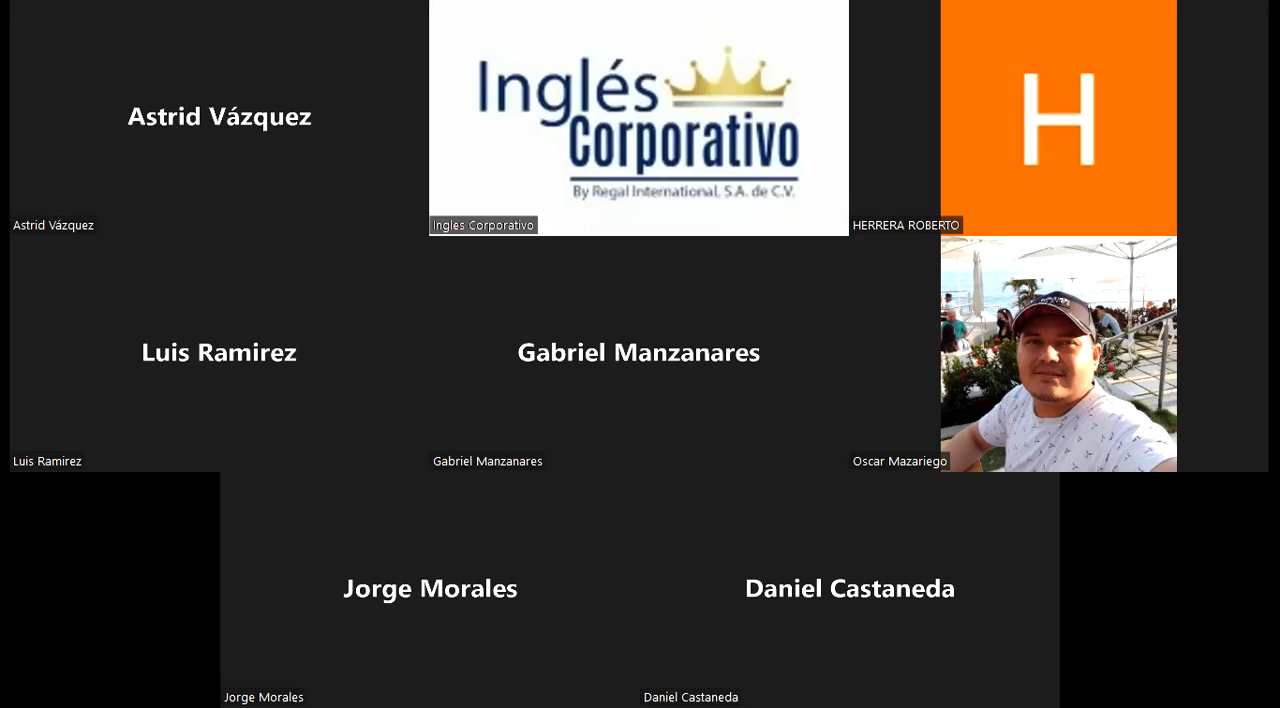 Astrid Vázquez
Astrid Vázquez
Inglés
Corporativo
By Regal International, S.A. de C.V.
Ingles Corporativo
H
HERRERA ROBERTO
Luis Ramirez
Luis Ramirez
Gabriel Manzanares
Gabriel Manzanares
Oscar Mazariego
Jorge Morales
Jorge Morales
Daniel Castaneda
Daniel Castaneda